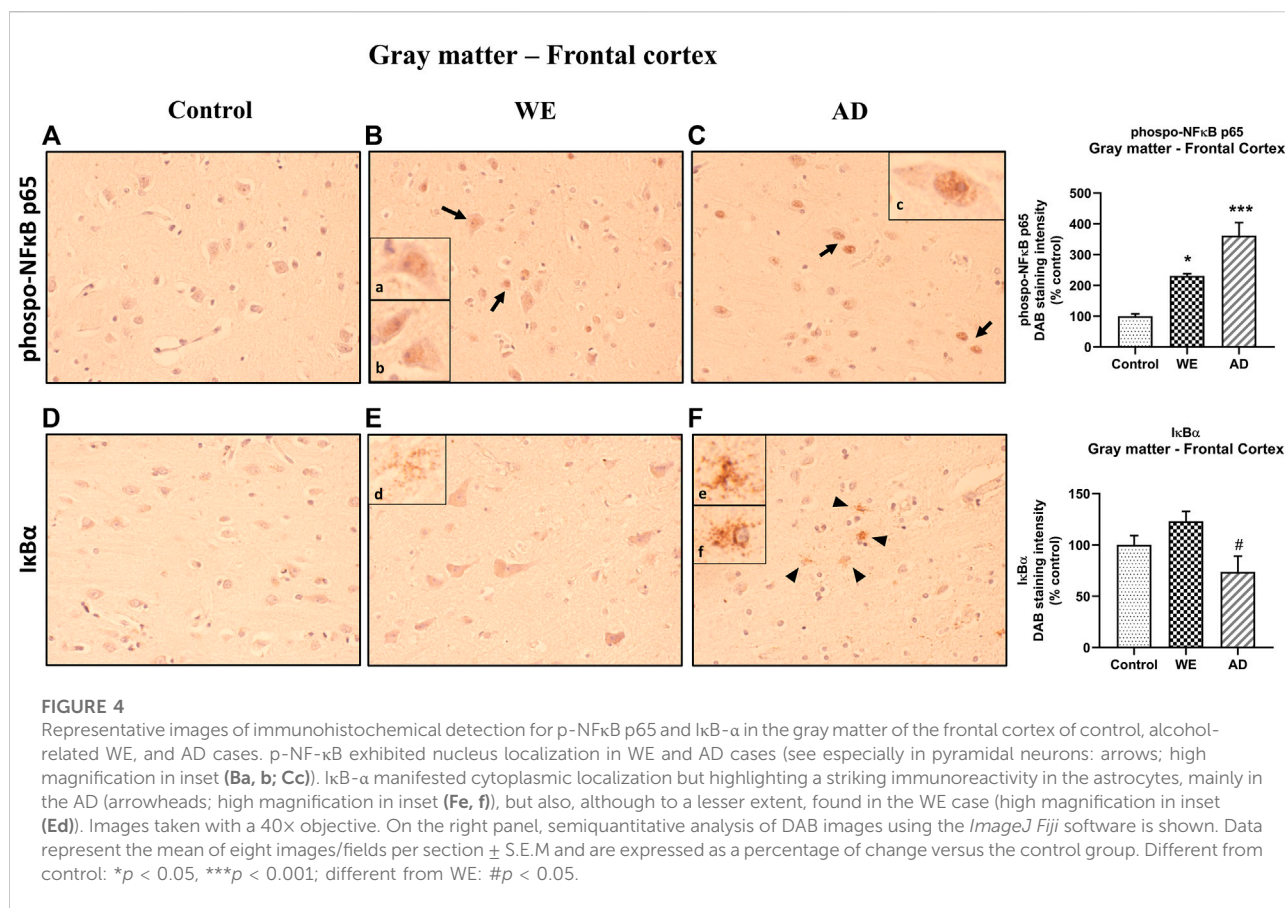 Gray matter – Frontal cortex
Control
WE
AD
A
B
C
phospo-NFκB p65
a
b
c
phospo-NFκB p65
Gray matter - Frontal Cortex
phospo-NFκB p65
DAB staining intensity
(% control)
500
400
300
200
100
0
*
***
Control
WE
AD
D
E
F
IκBα
d
e
f
IκBα
Gray matter - Frontal Cortex
IκBα
DAB staining intensity
(% control)
150
100
50
0
#
Control
WE
AD
FIGURE 4
Representative images of immunohistochemical detection for p-NFκB p65 and IκB-α in the gray matter of the frontal cortex of control, alcohol-
related WE, and AD cases. p-NF-κB exhibited nucleus localization in WE and AD cases (see especially in pyramidal neurons: arrows; high
magnification in inset (Ba, b; Cc)). IκB-α manifested cytoplasmic localization but highlighting a striking immunoreactivity in the astrocytes, mainly in
the AD (arrowheads; high magnification in inset (Fe, f)), but also, although to a lesser extent, found in the WE case (high magnification in inset
(Ed)). Images taken with a 40× objective. On the right panel, semiquantitative analysis of DAB images using the ImageJ Fiji software is shown. Data
represent the mean of eight images/fields per section ± S.E.M and are expressed as a percentage of change versus the control group. Different from
control: *p < 0.05, ***p < 0.001; different from WE: #p < 0.05.